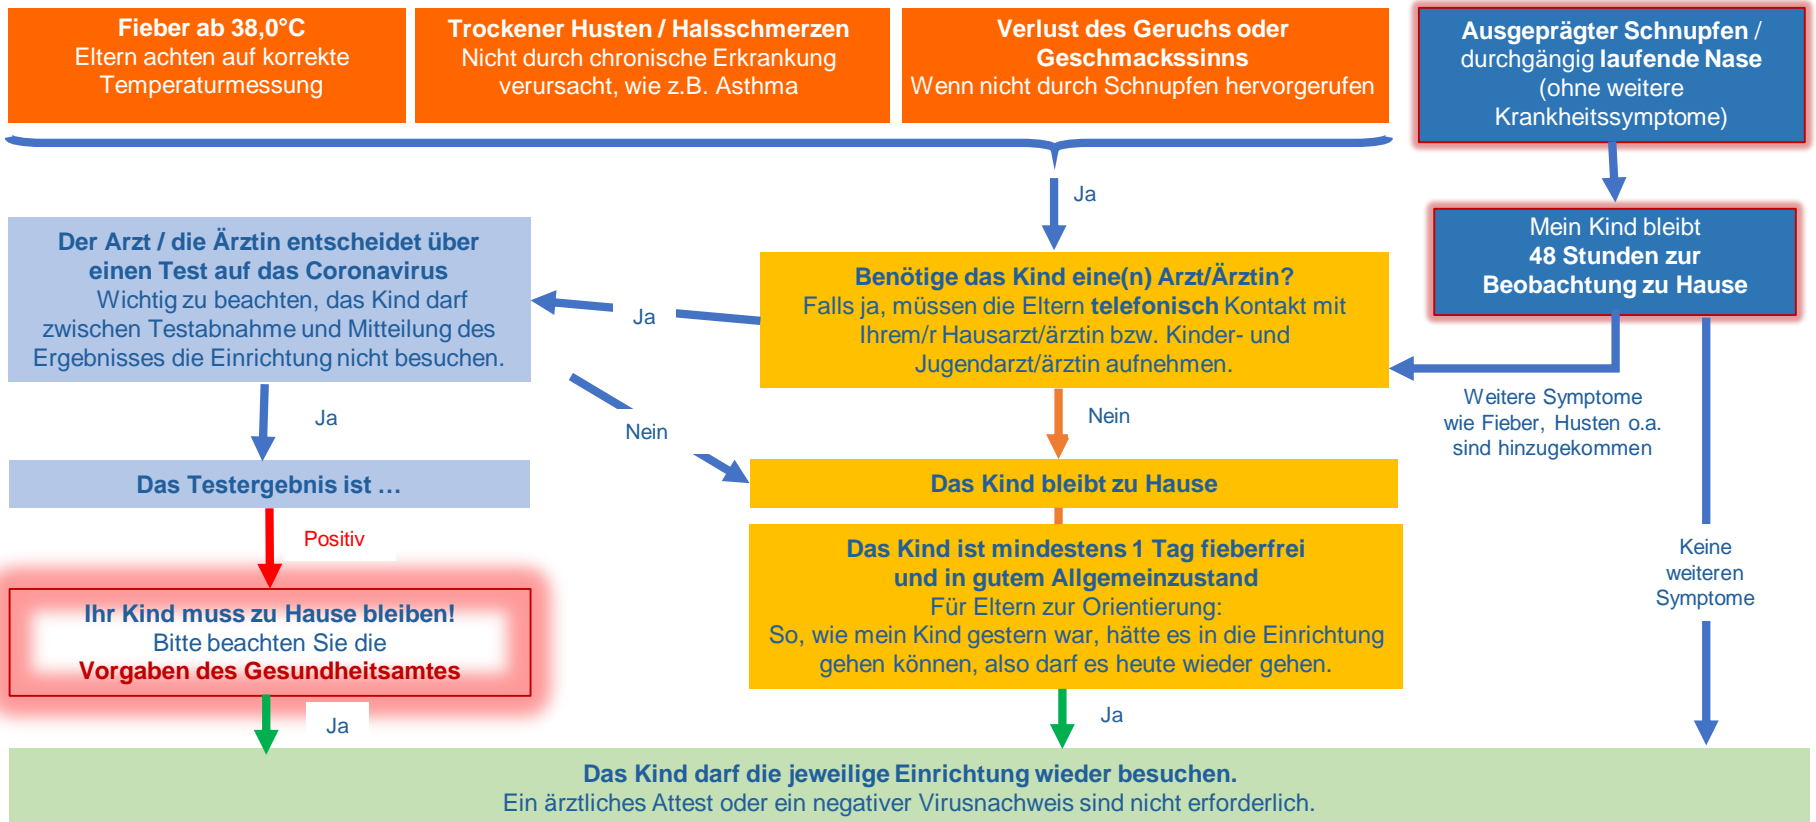 Fieber ab 38,0°C
Eltern achten auf korrekte
Temperaturmessung
Trockener Husten / Halsschmerzen
Nicht durch chronische Erkrankung
verursacht, wie z.B. Asthma
Verlust des Geruchs oder
Geschmackssinns
Wenn nicht durch Schnupfen hervorgerufen
Ausgeprägter Schnupfen /
durchgängig laufende Nase
(ohne weitere
Krankheitssymptome)
Ja
Mein Kind bleibt
48 Stunden zur
Beobachtung zu Hause
Der Arzt / die Ärztin entscheidet über
einen Test auf das Coronavirus
Wichtig zu beachten, das Kind darf
zwischen Testabnahme und Mitteilung des
Ergebnisses die Einrichtung nicht besuchen.
Ja
Benötige das Kind eine(n) Arzt/Ärztin?
Falls ja, müssen die Eltern telefonisch Kontakt mit
Ihrem/r Hausarzt/ärztin bzw. Kinder- und
Jugendarzt/ärztin aufnehmen.
Weitere Symptome
wie Fieber, Husten o.a.
sind hinzugekommen
Ja
Nein
Nein
Das Testergebnis ist …
Das Kind bleibt zu Hause
Positiv
Das Kind ist mindestens 1 Tag fieberfrei
und in gutem Allgemeinzustand
Für Eltern zur Orientierung:
So, wie mein Kind gestern war, hätte es in die Einrichtung
gehen können, also darf es heute wieder gehen.
Keine
weiteren
Symptome
Ihr Kind muss zu Hause bleiben!
Bitte beachten Sie die
Vorgaben des Gesundheitsamtes
Ja
Ja
Das Kind darf die jeweilige Einrichtung wieder besuchen.
Ein ärztliches Attest oder ein negativer Virusnachweis sind nicht erforderlich.